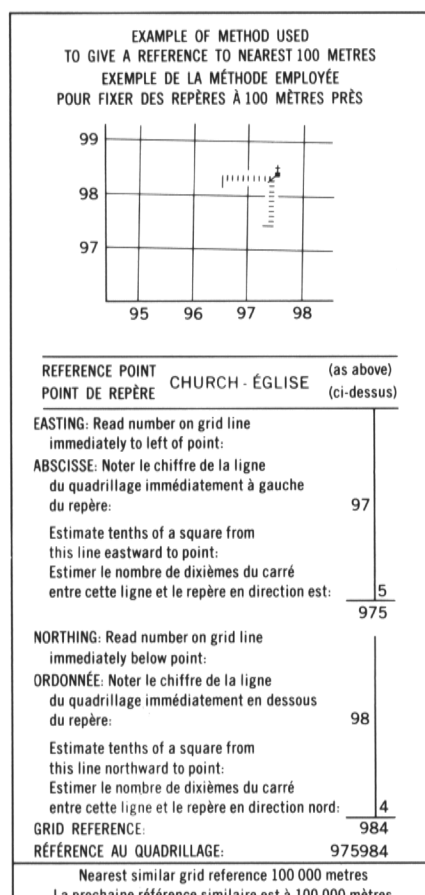 EXAMPLE OF METHOD USED
TO GIVE A REFERENCE TO NEAREST 100 METRES
EXEMPLE DE LA MÉTHODE EMPLOYÉE
POUR FIXER DES REPÈRES À 100 MÈTRES PRÈS
99
98
97
95 96 97 98
REFERENCE POINT CHURCH - ÉGLISE (as above)
POINT DE REPÈRE (ci-dessus)
EASTING: Read number on grid line
immediately to left of point:
ABSCISSE: Noter le chiffre de la ligne
du quadrillage immédiatement à gauche
du repère: 97
Estimate tenths of a square from
this line eastward to point:
Estimer le nombre de dixièmes du carré
entre cette ligne et le repère en direction est: 5
975
NORTHING: Read number on grid line
immediately below point:
ORDONNÉE: Noter le chiffre de la ligne
du quadrillage immédiatement en dessous
du repère: 98
Estimate tenths of a square from
this line northward to point:
Estimer le nombre de dixièmes du carré
entre cette ligne et le repère en direction nord: 4
GRID REFERENCE: 984
RÉFÉRENCE AU QUADRILLAGE: 975984
Nearest similar grid reference 100 000 metres
La prochaine référence similaire est à 100 000 mètres